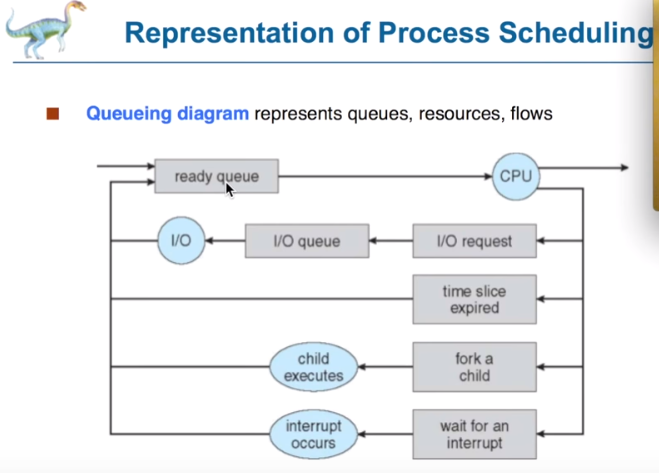 Representation of Process Scheduling
Queueing diagram represents queues, resources, flows
ready queue
CPU
I/O
I/O queue
I/O request
time slice
expired
child
executes
fork a
child
interrupt
occurs
wait for an
interrupt